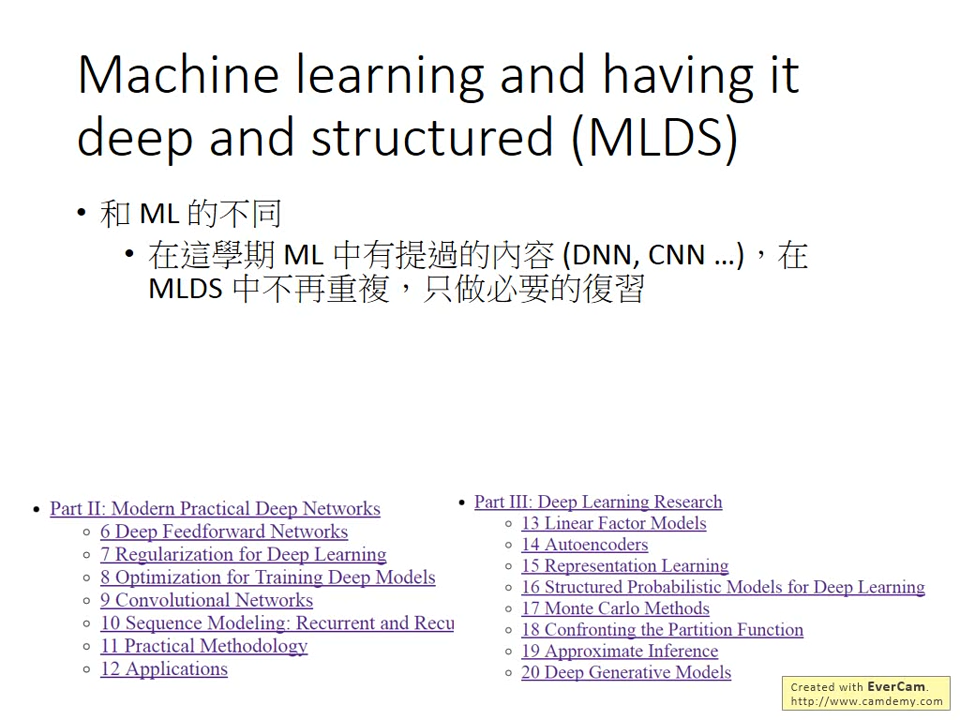 Machine learning and having it
deep and structured (MLDS)
• 和 ML 的不同
• 在這學期 ML 中有提過的內容 (DNN, CNN …)，在
MLDS 中不再重複，只做必要的復習
• Part II: Modern Practical Deep Networks
6 Deep Feedforward Networks
7 Regularization for Deep Learning
8 Optimization for Training Deep Models
9 Convolutional Networks
10 Sequence Modeling: Recurrent and Recu
11 Practical Methodology
12 Applications
• Part III: Deep Learning Research
13 Linear Factor Models
14 Autoencoders
15 Representation Learning
16 Structured Probabilistic Models for Deep Learning
17 Monte Carlo Methods
18 Confronting the Partition Function
19 Approximate Inference
20 Deep Generative Models
Created with EverCam.
http://www.camdemy.com